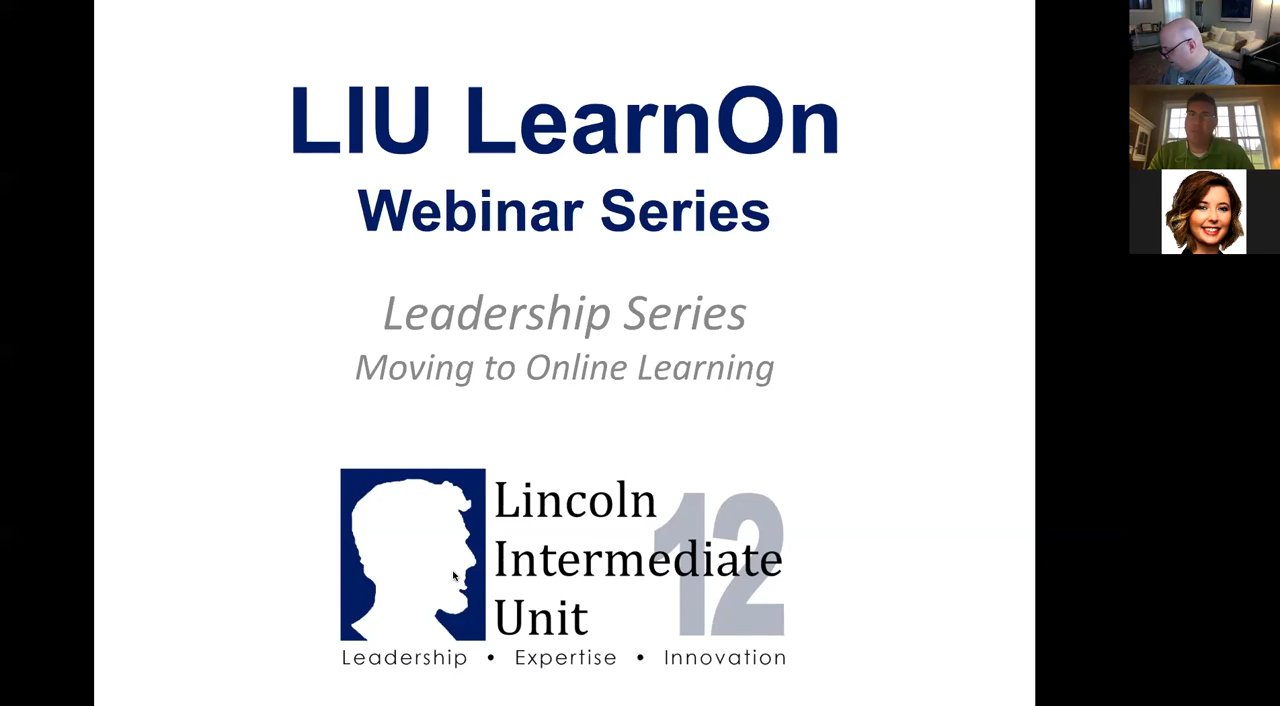 LIU LearnOn
Webinar Series
Leadership Series
Moving to Online Learning
Lincoln
Intermediate
Unit
12
Leadership • Expertise • Innovation